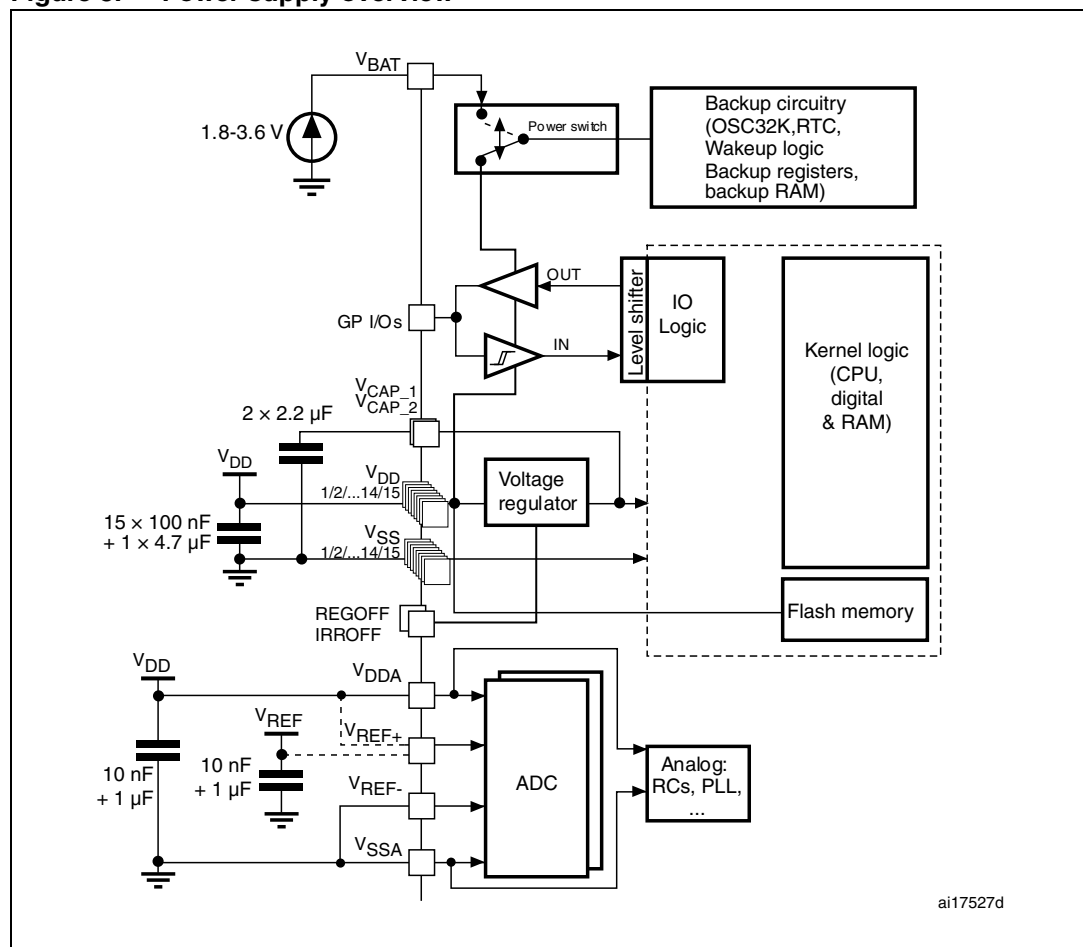 VBAT
1.8-3.6 V
Power switch
Backup circuitry
(OSC32K,RTC,
Wakeup logic
Backup registers,
backup RAM)
OUT
GP I/Os
IN
Level shifter
IO
Logic
Kernel logic
(CPU,
digital
& RAM)
VCAP_1
VCAP_2
2 × 2.2 µF
VDD
VDD
1/2/...14/15
Voltage
regulator
15 × 100 nF
+ 1 × 4.7 µF
VSS
1/2/...14/15
REGOFF
IRROFF
Flash memory
VDD
VDDA
VREF
VREF+
10 nF
+ 1 µF
10 nF
+ 1 µF
VREF-
VSSA
ADC
Analog:
RCs, PLL,
...
ai17527d